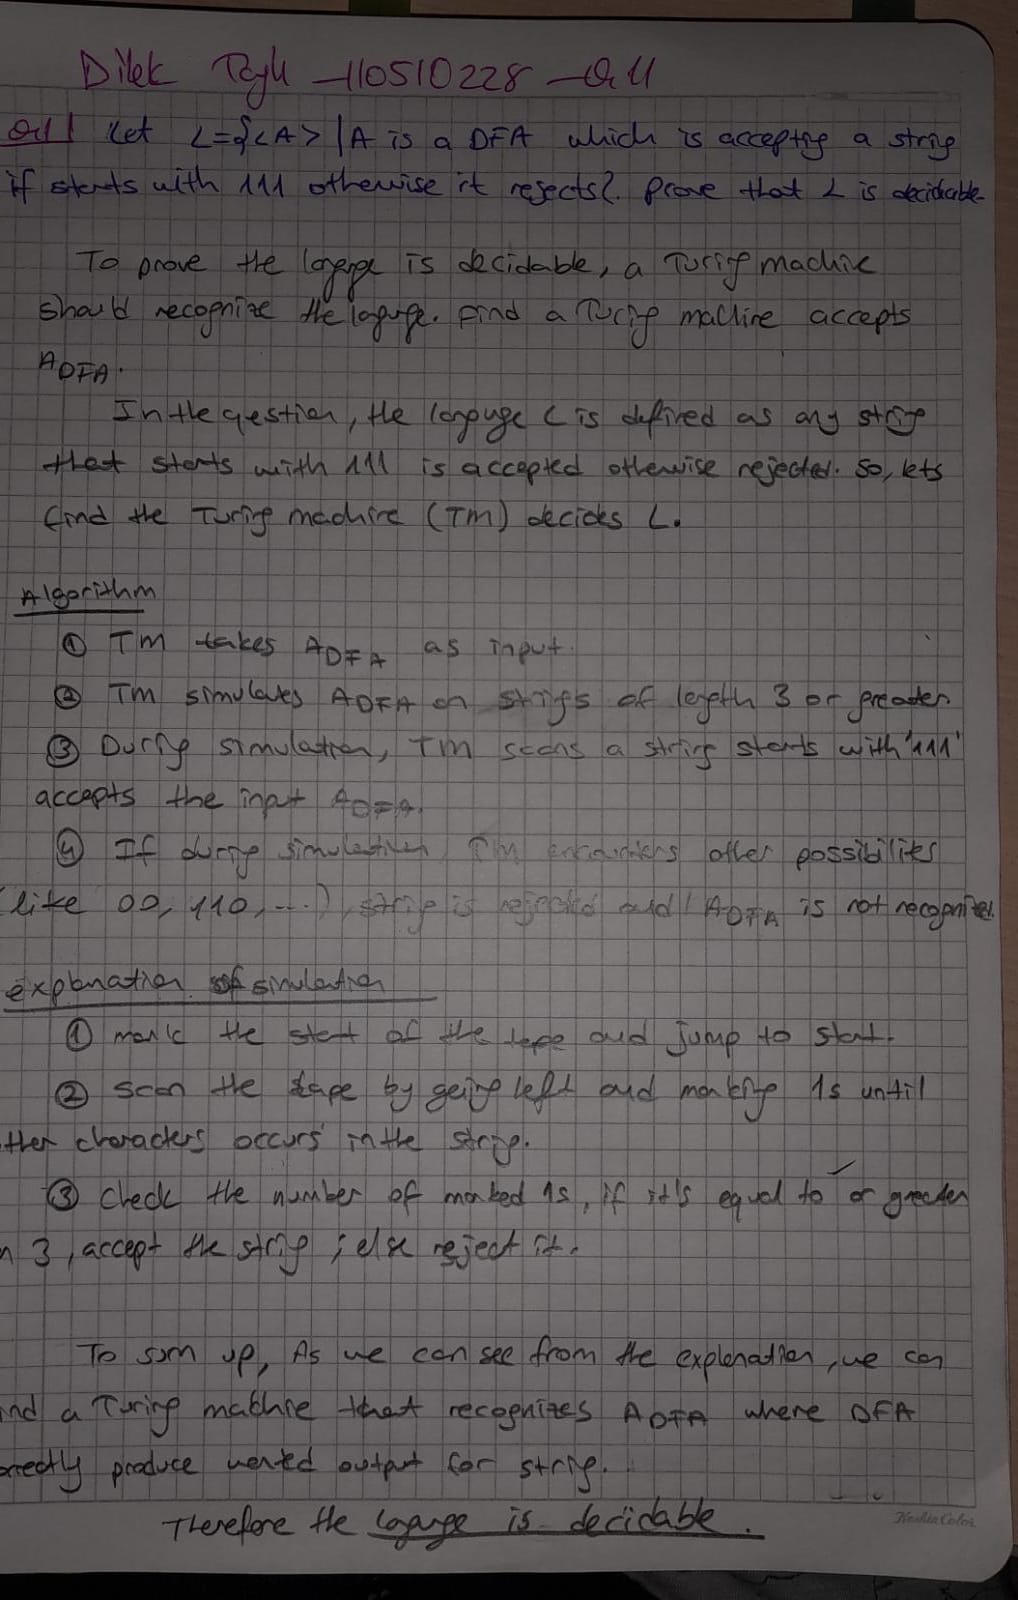 Dilek - 110510228 - Q11
Q11 Let L={<A> | A is a DFA which is accepting a string
if starts with 111 otherwise it rejects}. Prove that L is decidable
To prove the language is decidable, a Turing machine
should recognize the language. Find a Turing machine accepts
ADFA.
In the question, the language L is defined as any string
that starts with 111 is accepted otherwise rejected. So, lets
find the Turing machine (TM) decides L.
Algorithm
① TM takes ADFA as input.
② TM simulates ADFA on strings of length 3 or greater.
③ During simulation, TM scans a string starts with '111'
accepts the input ADFA.
④ If during simulation, TM encounters other possibilities
(like 00, 110, ...), string is rejected and ADFA is not recognized.
explanation of simulation
① mark the start of the tape and jump to start.
② Scan the tape by going left and marking 1s until
ther characters occurs in the string.
③ Check the number of marked 1s, if it's equal to or greater
n 3, accept the string ; else reject it.
To sum up, As we can see from the explanation, we can
nd a Turing machine that recognizes ADFA where DFA
orrectly produce wanted output for string.
Therefore the language is decidable.
KeskinColor